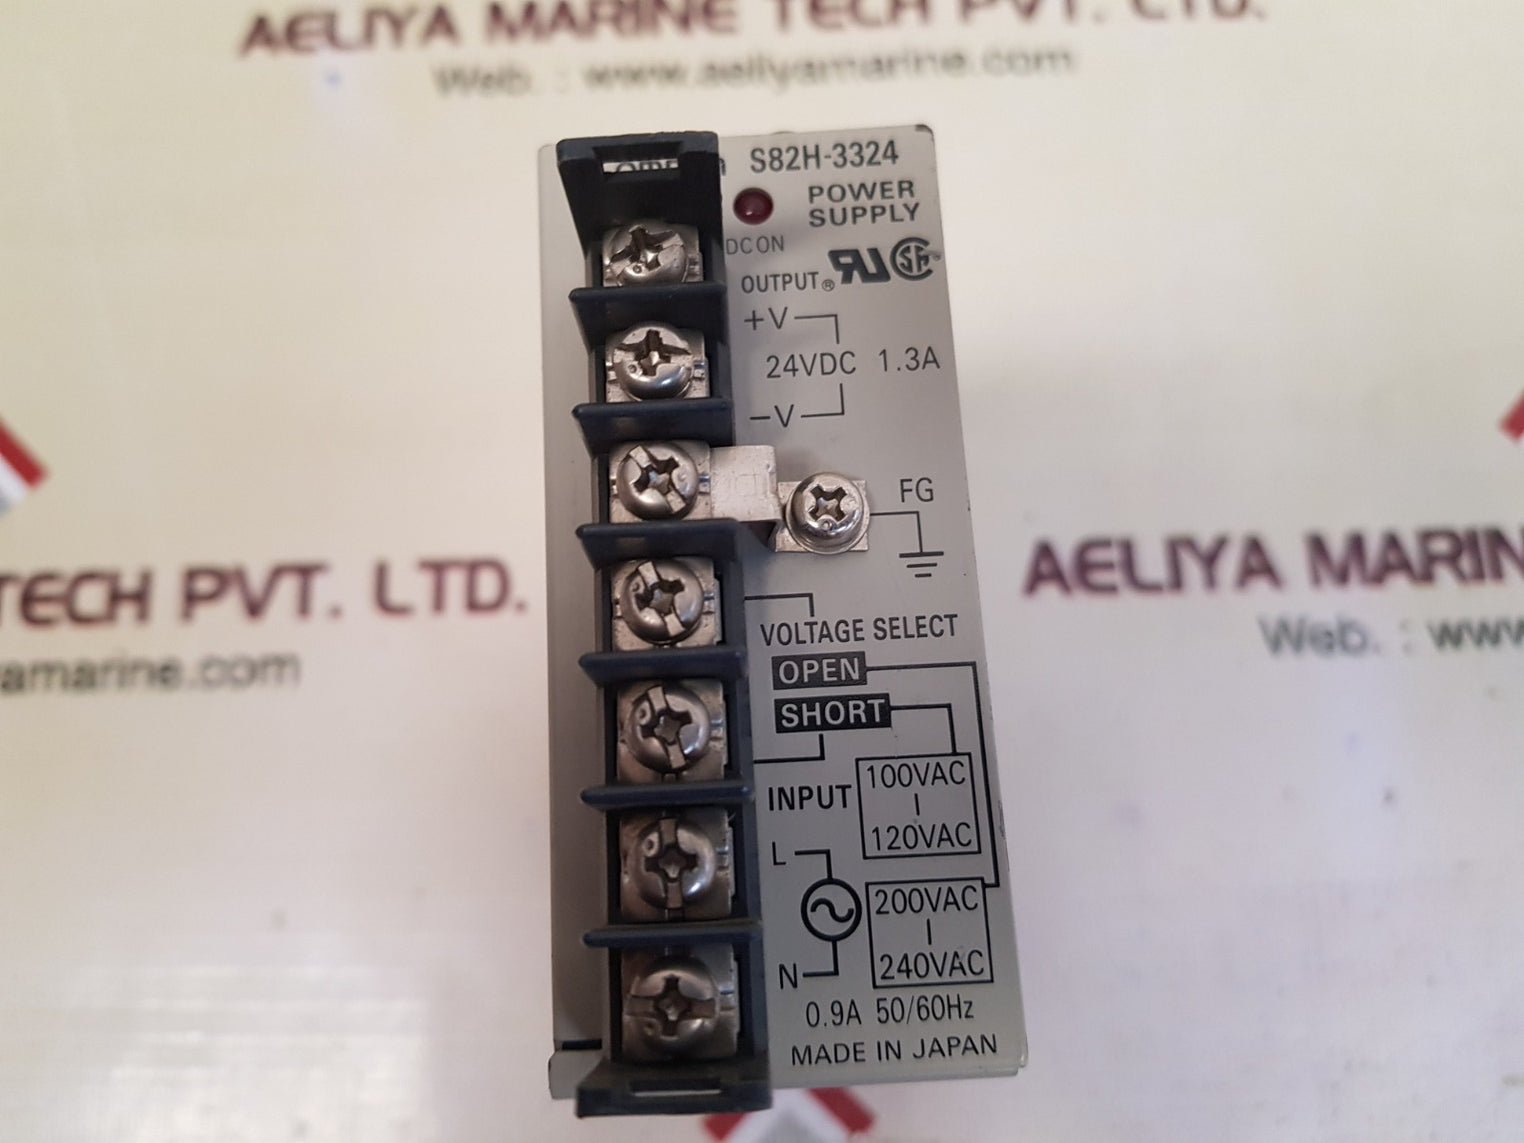 AELIYA MARINE TECH PVT. LTD.
Web. : www.aeliyamarine.com
S82H-3324
POWER
SUPPLY
DC ON
OUTPUT ®
+V
24VDC 1.3A
−V
FG
TECH PVT. LTD.
AELIYA MARIN
yamarine.com
Web. : www
VOLTAGE SELECT
OPEN
SHORT
INPUT
100VAC
120VAC
L
200VAC
240VAC
N
0.9A 50/60Hz
MADE IN JAPAN